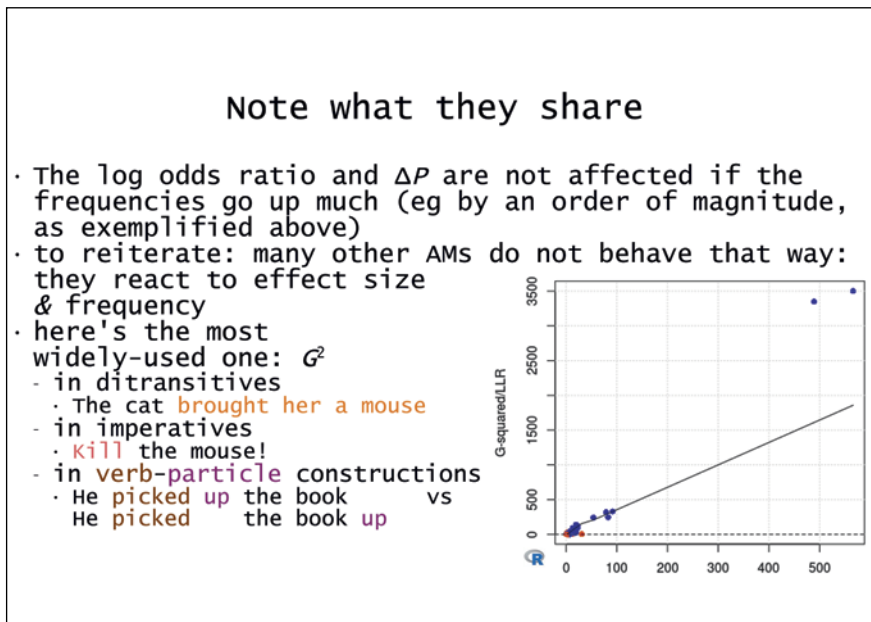 Note what they share
· The log odds ratio and ΔP are not affected if the
frequencies go up much (eg by an order of magnitude,
as exemplified above)
· to reiterate: many other AMs do not behave that way:
they react to effect size
& frequency
· here's the most
widely-used one: G²
- in ditransitives
· The cat brought her a mouse
- in imperatives
· Kill the mouse!
- in verb-particle constructions
· He picked up the book vs
He picked the book up
G-squared/LLR
3500
1500
500
0
0 100 200 300 400 500
R